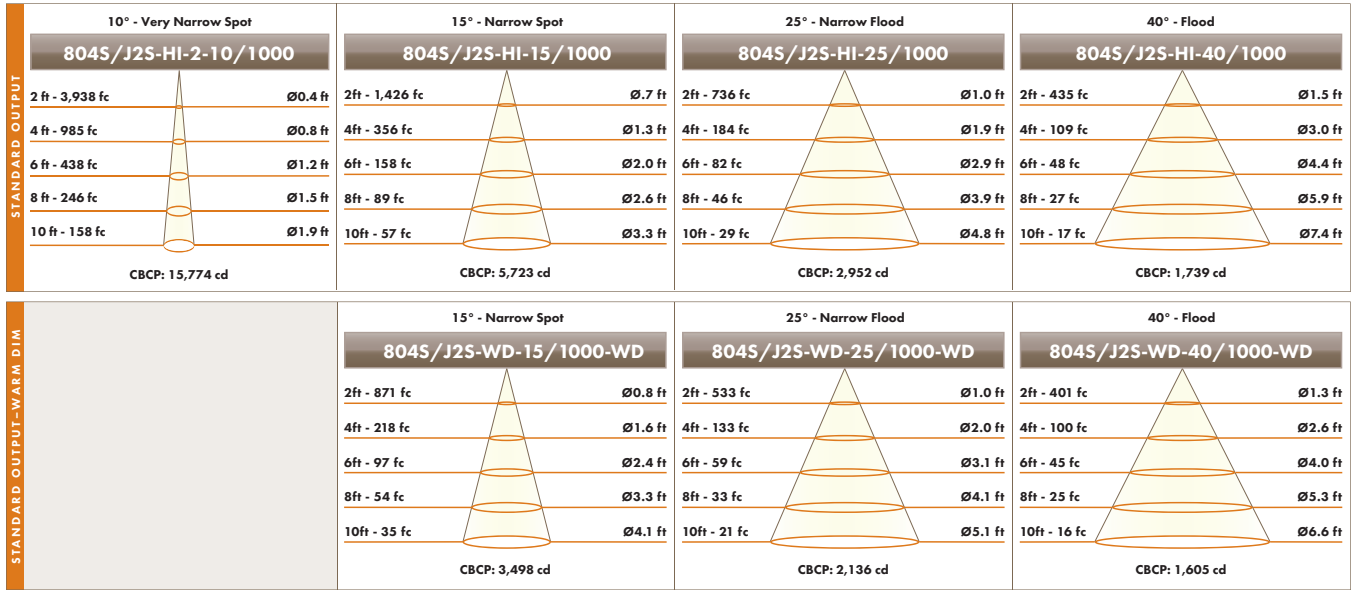 STANDARD OUTPUT
10° - Very Narrow Spot
804S/J2S-HI-2-10/1000
2 ft - 3,938 fc Ø0.4 ft
4 ft - 985 fc Ø0.8 ft
6 ft - 438 fc Ø1.2 ft
8 ft - 246 fc Ø1.5 ft
10 ft - 158 fc Ø1.9 ft
CBCP: 15,774 cd
15° - Narrow Spot
804S/J2S-HI-15/1000
2ft - 1,426 fc Ø.7 ft
4ft - 356 fc Ø1.3 ft
6ft - 158 fc Ø2.0 ft
8ft - 89 fc Ø2.6 ft
10ft - 57 fc Ø3.3 ft
CBCP: 5,723 cd
25° - Narrow Flood
804S/J2S-HI-25/1000
2ft - 736 fc Ø1.0 ft
4ft - 184 fc Ø1.9 ft
6ft - 82 fc Ø2.9 ft
8ft - 46 fc Ø3.9 ft
10ft - 29 fc Ø4.8 ft
CBCP: 2,952 cd
40° - Flood
804S/J2S-HI-40/1000
2ft - 435 fc Ø1.5 ft
4ft - 109 fc Ø3.0 ft
6ft - 48 fc Ø4.4 ft
8ft - 27 fc Ø5.9 ft
10ft - 17 fc Ø7.4 ft
CBCP: 1,739 cd
STANDARD OUTPUT–WARM DIM
15° - Narrow Spot
804S/J2S-WD-15/1000-WD
2ft - 871 fc Ø0.8 ft
4ft - 218 fc Ø1.6 ft
6ft - 97 fc Ø2.4 ft
8ft - 54 fc Ø3.3 ft
10ft - 35 fc Ø4.1 ft
CBCP: 3,498 cd
25° - Narrow Flood
804S/J2S-WD-25/1000-WD
2ft - 533 fc Ø1.0 ft
4ft - 133 fc Ø2.0 ft
6ft - 59 fc Ø3.1 ft
8ft - 33 fc Ø4.1 ft
10ft - 21 fc Ø5.1 ft
CBCP: 2,136 cd
40° - Flood
804S/J2S-WD-40/1000-WD
2ft - 401 fc Ø1.3 ft
4ft - 100 fc Ø2.6 ft
6ft - 45 fc Ø4.0 ft
8ft - 25 fc Ø5.3 ft
10ft - 16 fc Ø6.6 ft
CBCP: 1,605 cd